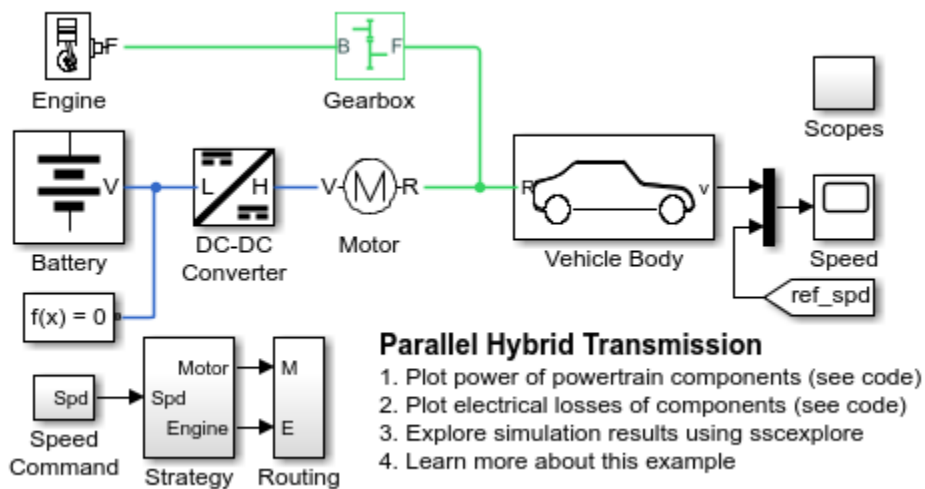 F
Engine
B
F
Gearbox
Scopes
V
Battery
L
H
DC-DC
Converter
V
M
R
Motor
R
v
Vehicle Body
Speed
ref_spd
f(x) = 0
Spd
Speed
Command
Motor
Spd
Engine
Strategy
M
E
Routing
Parallel Hybrid Transmission
1. Plot power of powertrain components (see code)
2. Plot electrical losses of components (see code)
3. Explore simulation results using sscexplore
4. Learn more about this example